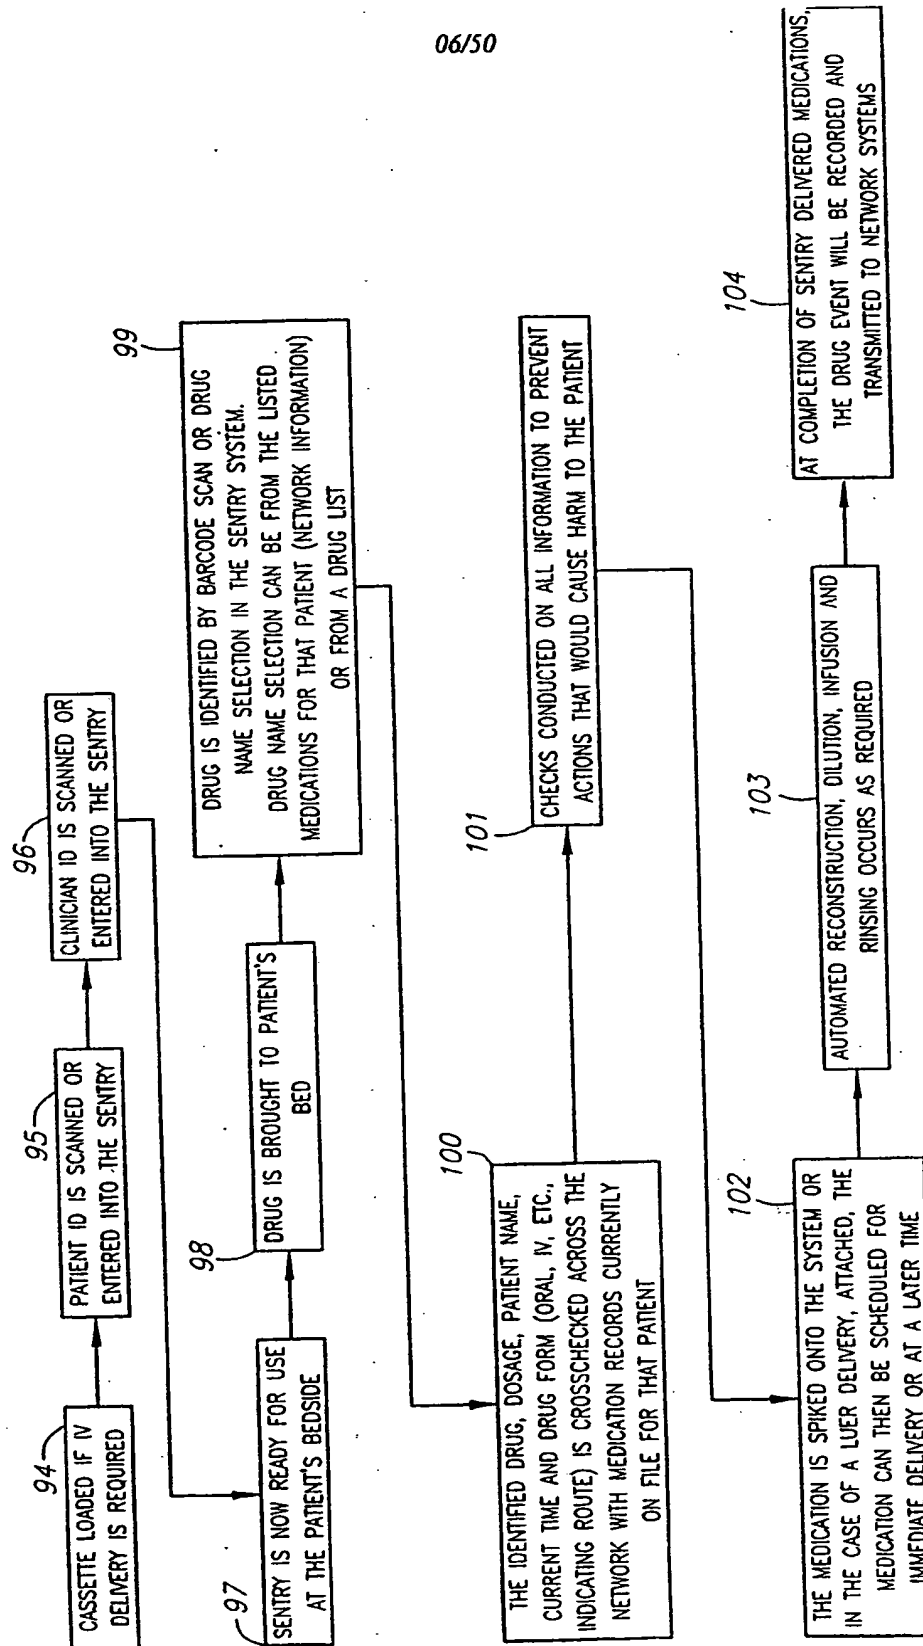 06/50
94
CASSETTE LOADED IF IV
DELIVERY IS REQUIRED
95
PATIENT ID IS SCANNED OR
ENTERED INTO THE SENTRY
96
CLINICIAN ID IS SCANNED OR
ENTERED INTO THE SENTRY
97
SENTRY IS NOW READY FOR USE
AT THE PATIENT'S BEDSIDE
98
DRUG IS BROUGHT TO PATIENT'S
BED
99
DRUG IS IDENTIFIED BY BARCODE SCAN OR DRUG
NAME SELECTION IN THE SENTRY SYSTEM.
DRUG NAME SELECTION CAN BE FROM THE LISTED
MEDICATIONS FOR THAT PATIENT (NETWORK INFORMATION)
OR FROM A DRUG LIST
100
THE IDENTIFIED DRUG, DOSAGE, PATIENT NAME,
CURRENT TIME AND DRUG FORM (ORAL, IV, ETC.,
INDICATING ROUTE) IS CROSSCHECKED ACROSS THE
NETWORK WITH MEDICATION RECORDS CURRENTLY
ON FILE FOR THAT PATIENT
101
CHECKS CONDUCTED ON ALL INFORMATION TO PREVENT
ACTIONS THAT WOULD CAUSE HARM TO THE PATIENT
102
THE MEDICATION IS SPIKED ONTO THE SYSTEM OR
IN THE CASE OF A LUER DELIVERY, ATTACHED, THE
MEDICATION CAN THEN BE SCHEDULED FOR
IMMEDIATE DELIVERY OR AT A LATER TIME
103
AUTOMATED RECONSTRUCTION, DILUTION, INFUSION AND
RINSING OCCURS AS REQUIRED
104
AT COMPLETION OF SENTRY DELIVERED MEDICATIONS,
THE DRUG EVENT WILL BE RECORDED AND
TRANSMITTED TO NETWORK SYSTEMS